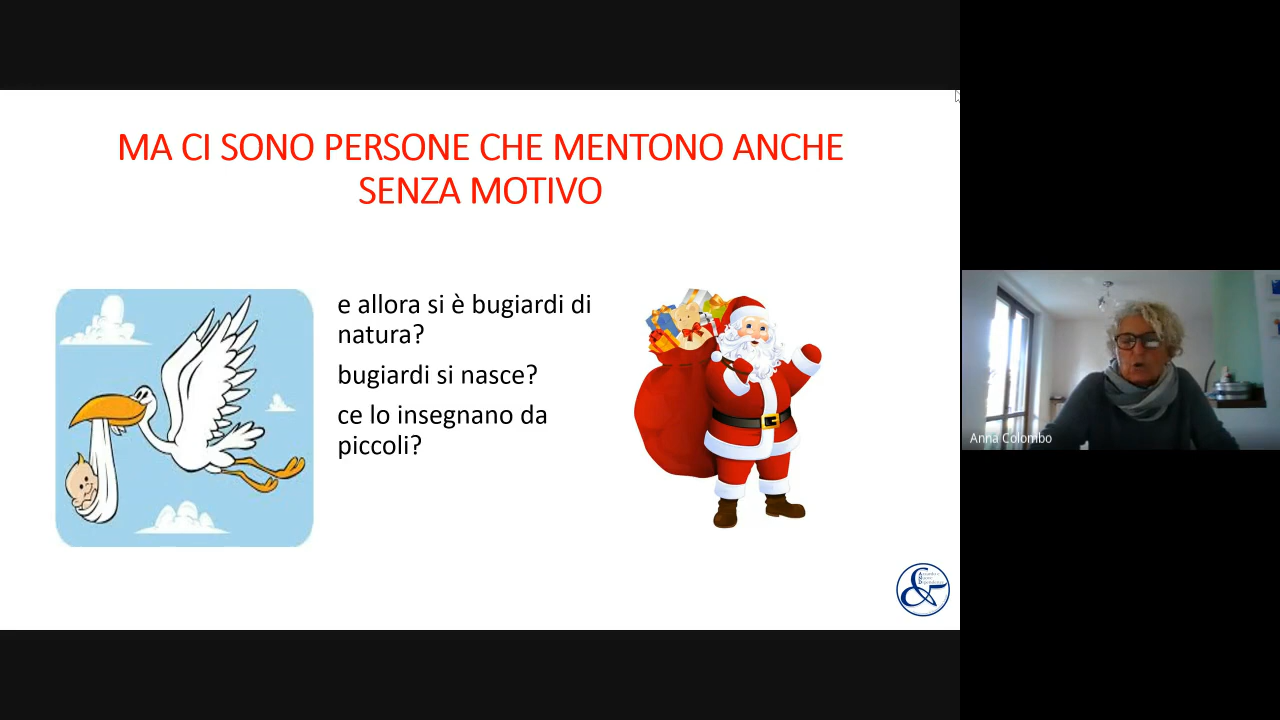 MA CI SONO PERSONE CHE MENTONO ANCHE
SENZA MOTIVO
e allora si è bugiardi di
natura?
bugiardi si nasce?
ce lo insegnano da
piccoli?
Anna Colombo